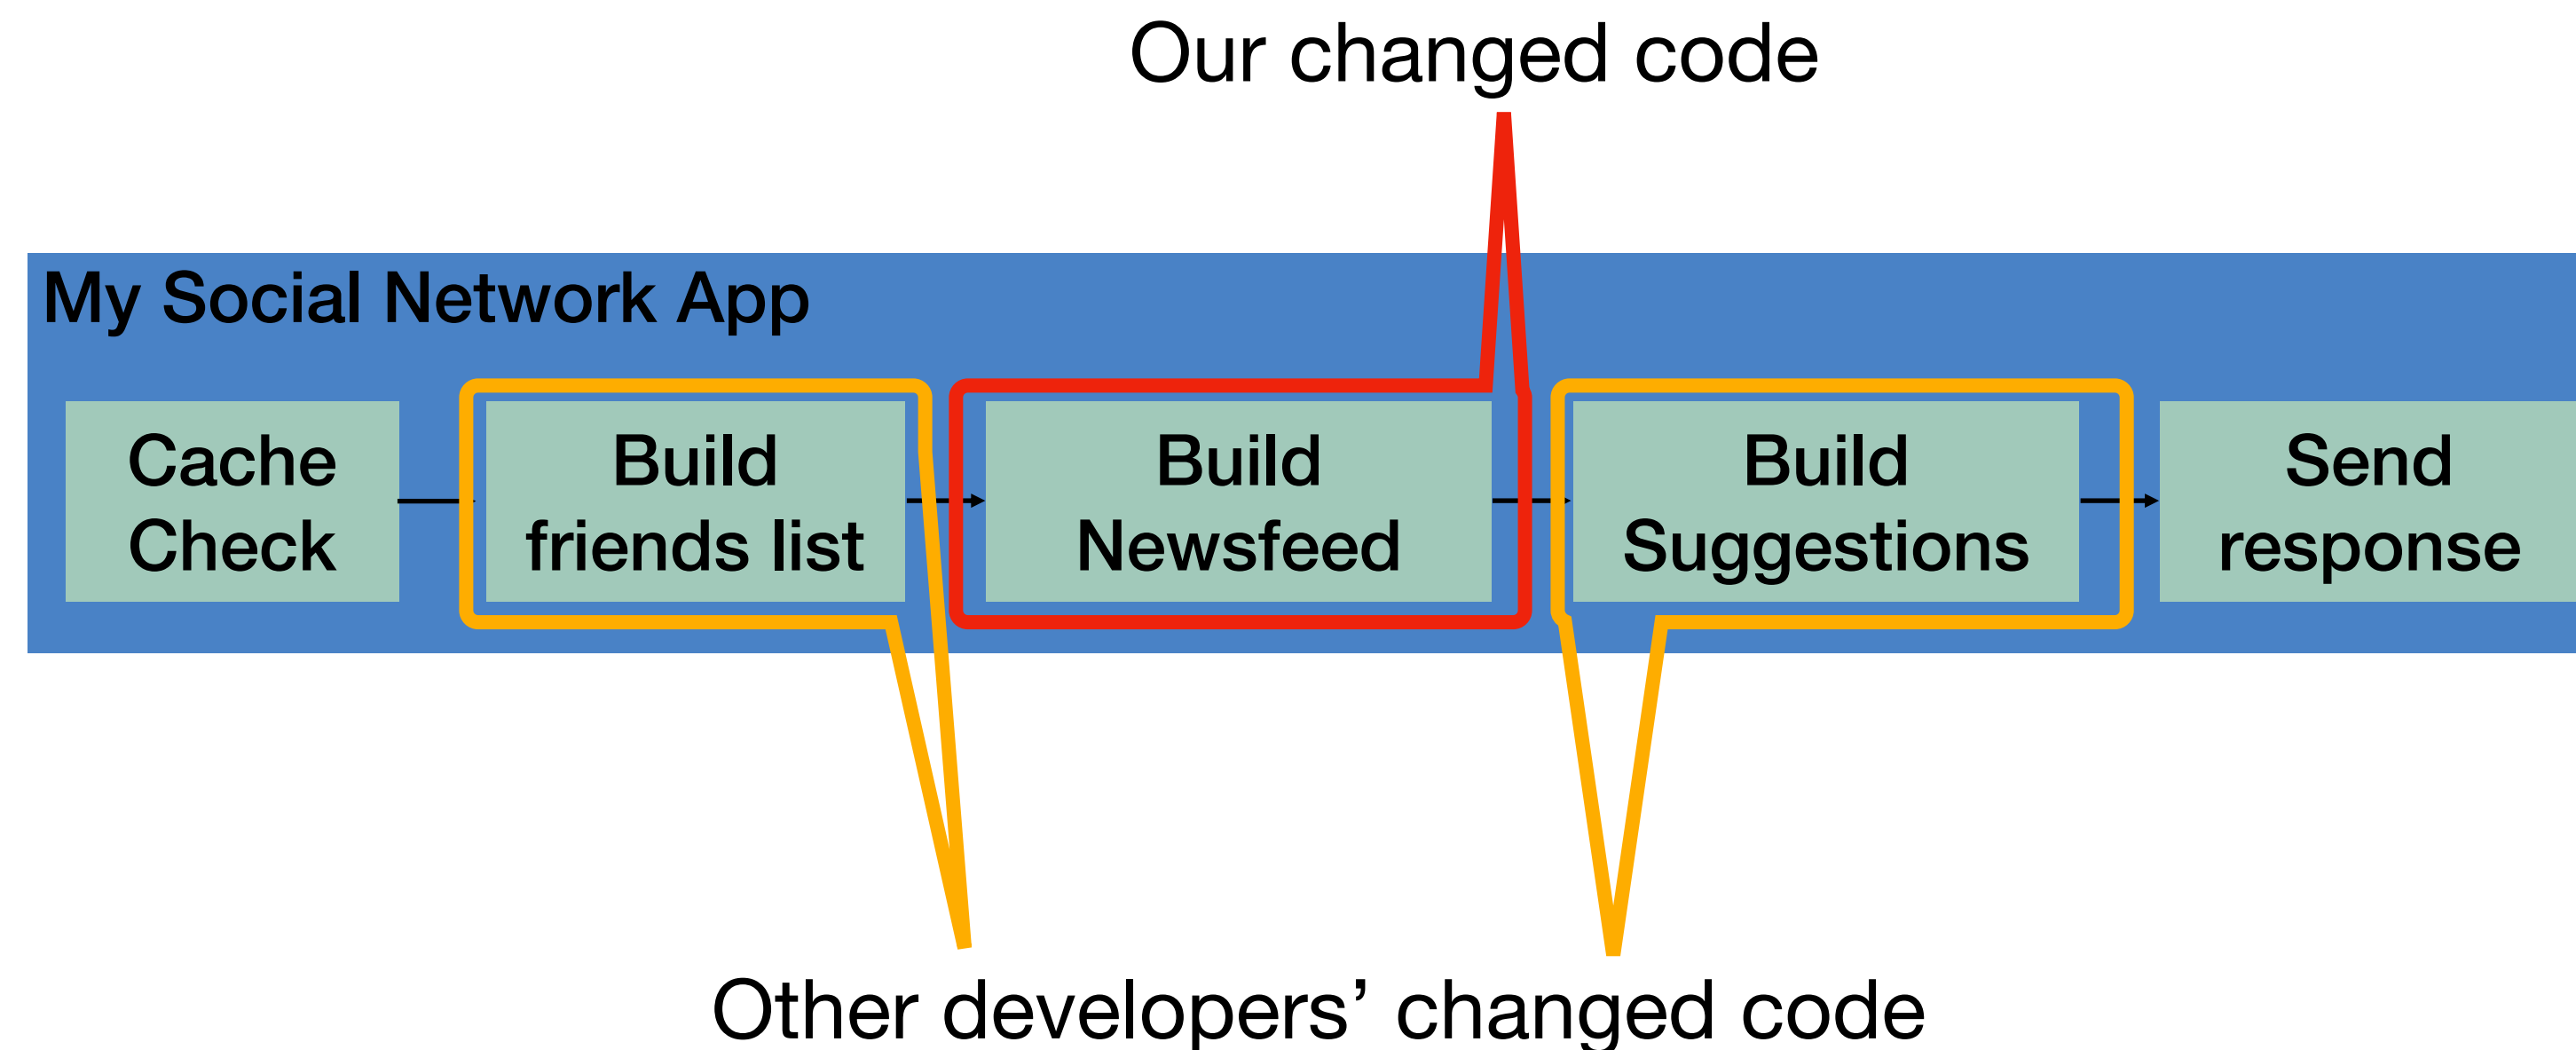 Our changed code
My Social Network App
Cache
Check
Build
friends list
Build
Newsfeed
Build
Suggestions
Send
response
Other developers’ changed code